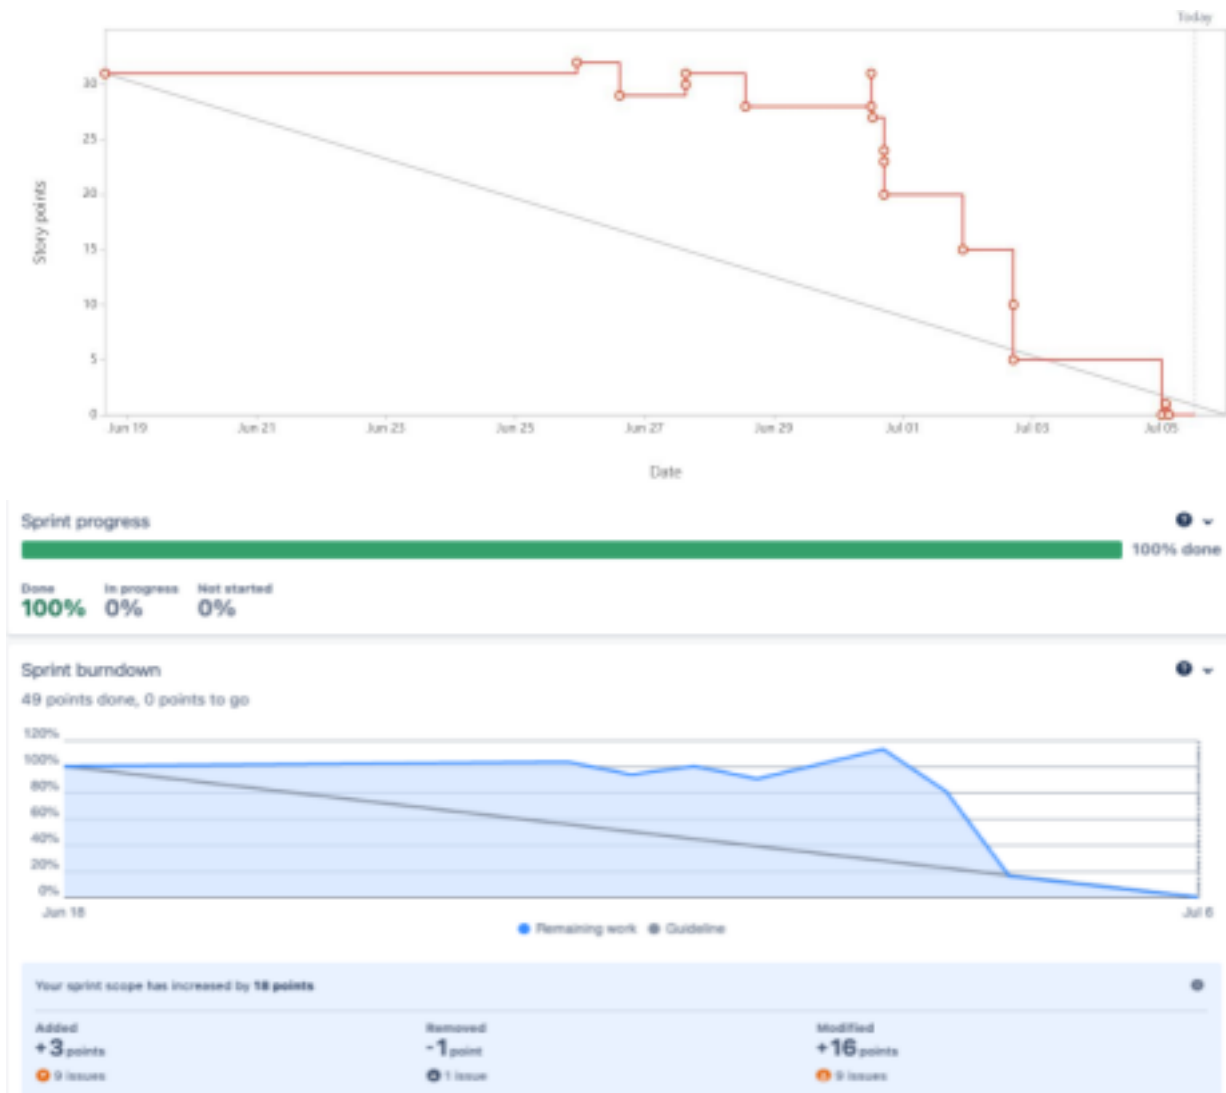 Today
30
25
20
15
10
5
0
Story points
Jun 19 Jun 21 Jun 23 Jun 25 Jun 27 Jun 29 Jul 01 Jul 03 Jul 05
Date
Sprint progress
100% done
Done In progress Not started
100% 0% 0%
Sprint burndown
49 points done, 0 points to go
120%
100%
80%
60%
40%
20%
0%
Jun 18 Jul 6
Remaining work Guideline
Your sprint scope has increased by 18 points
Added Removed Modified
+3 points -1 point +16 points
9 issues 1 issue 9 issues